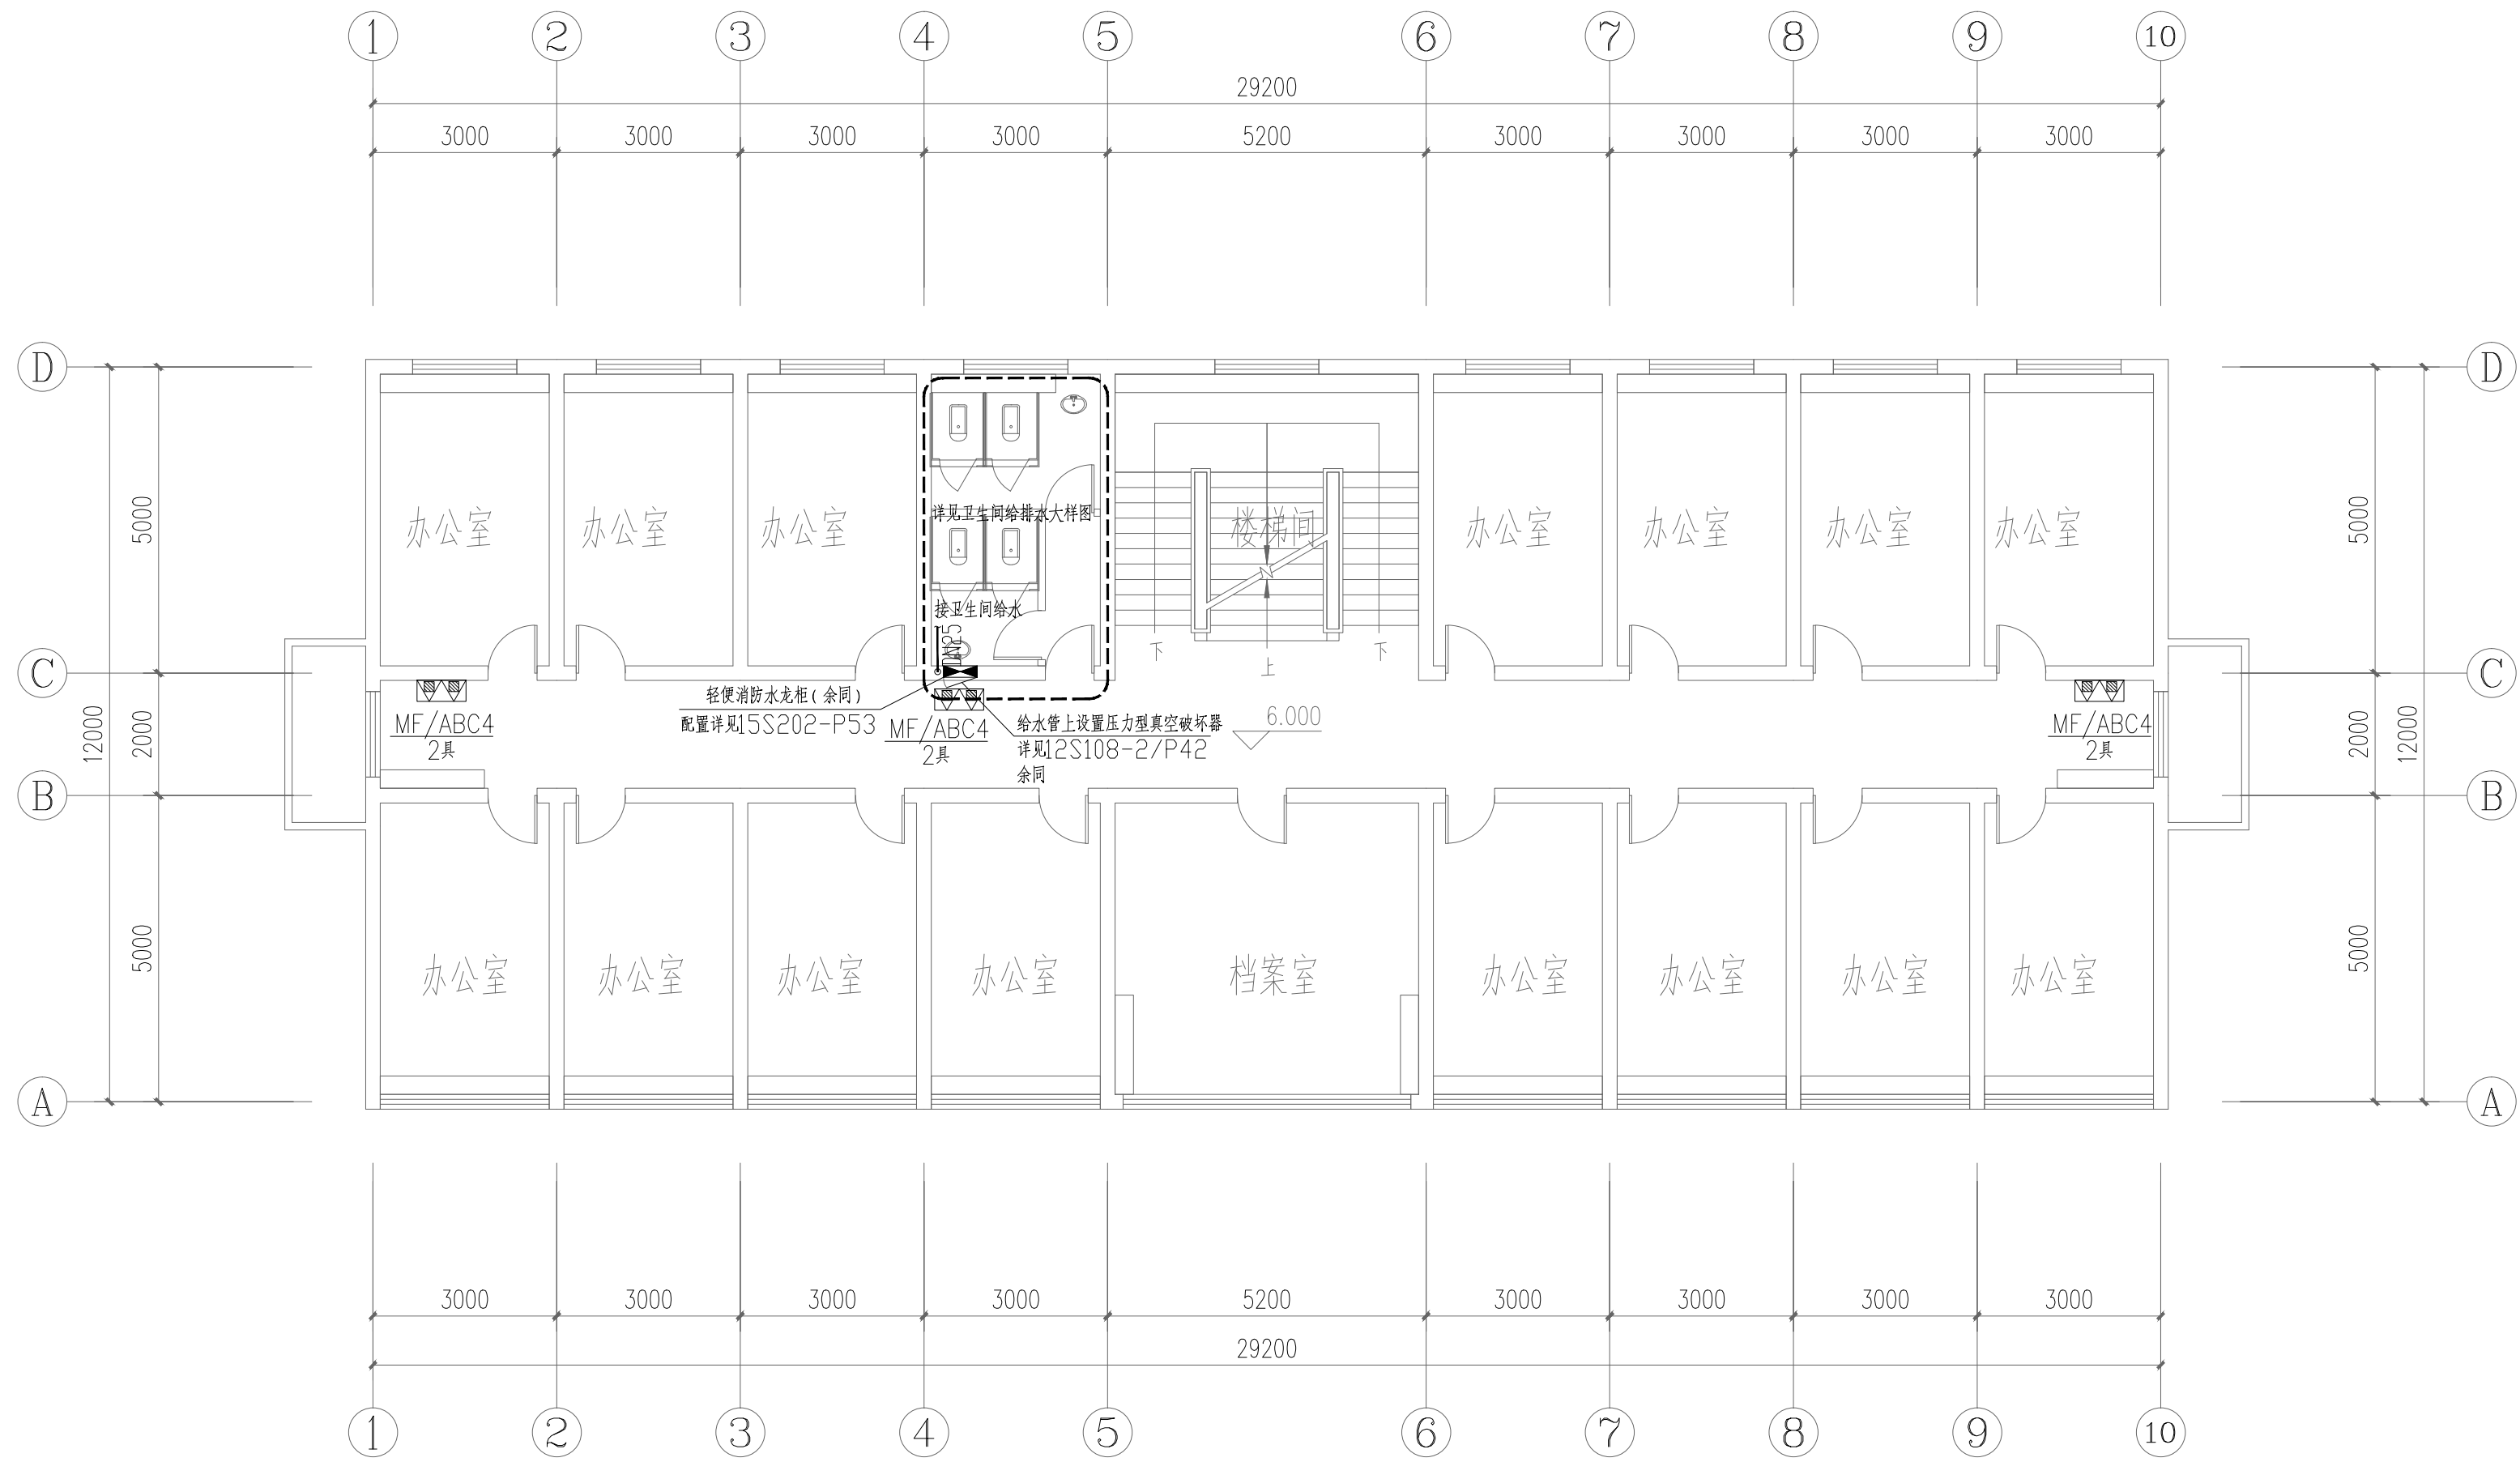 1 2 3 4 5 6 7 8 9 10
29200
3000 3000 3000 3000 5200 3000 3000 3000 3000
D D
5000 5000
办公室 办公室 办公室 详见卫生间给排水大样图 楼梯间 办公室 办公室 办公室 办公室
接卫生间给水
DN25
下 上 下
C C
12000 2000 2000 12000
轻便消防水龙柜(余同)
配置详见15S202-P53
MF/ABC4
2具
MF/ABC4
2具
给水管上设置压力型真空破坏器
详见12S108-2/P42
余同
6.000
MF/ABC4
2具
B B
5000 5000
办公室 办公室 办公室 办公室 档案室 办公室 办公室 办公室 办公室
A A
3000 3000 3000 3000 5200 3000 3000 3000 3000
29200
1 2 3 4 5 6 7 8 9 10